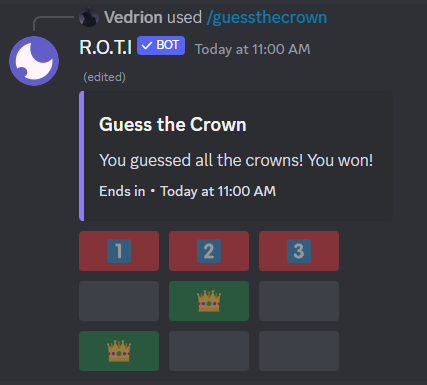 Vedrion used /guessthecrown
R.O.T.I ✓ BOT Today at 11:00 AM
(edited)
Guess the Crown
You guessed all the crowns! You won!
Ends in • Today at 11:00 AM
1 2 3